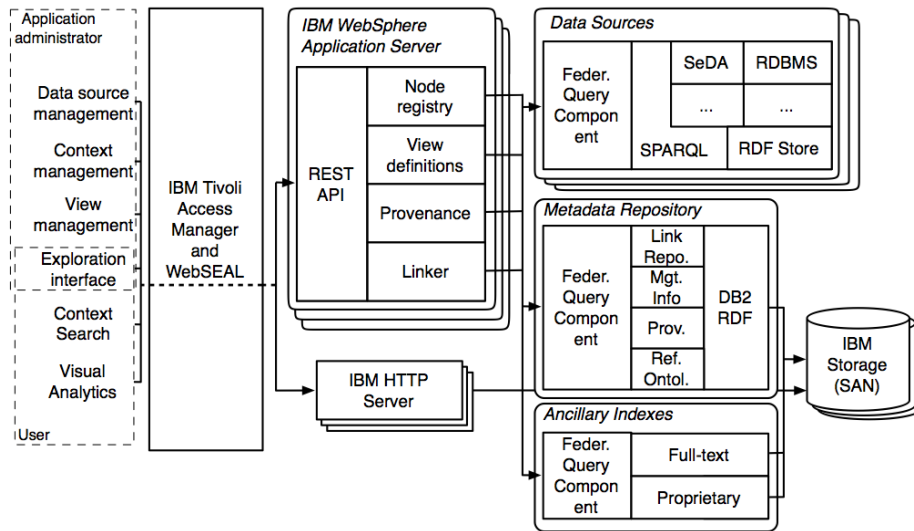 Application
administrator
Data source
management
Context
management
View
management
Exploration
interface
Context
Search
Visual
Analytics
User
IBM Tivoli
Access
Manager
and
WebSEAL
IBM WebSphere
Application Server
REST
API
Node
registry
View
definitions
Provenance
Linker
IBM HTTP
Server
Data Sources
Feder.
Query
Compon
ent
SPARQL
SeDA
RDBMS
...
...
RDF Store
Metadata Repository
Feder.
Query
Compon
ent
Link
Repo.
Mgt.
Info
Prov.
Ref.
Ontol.
DB2
RDF
Ancillary Indexes
Feder.
Query
Compon
ent
Full-text
Proprietary
IBM
Storage
(SAN)